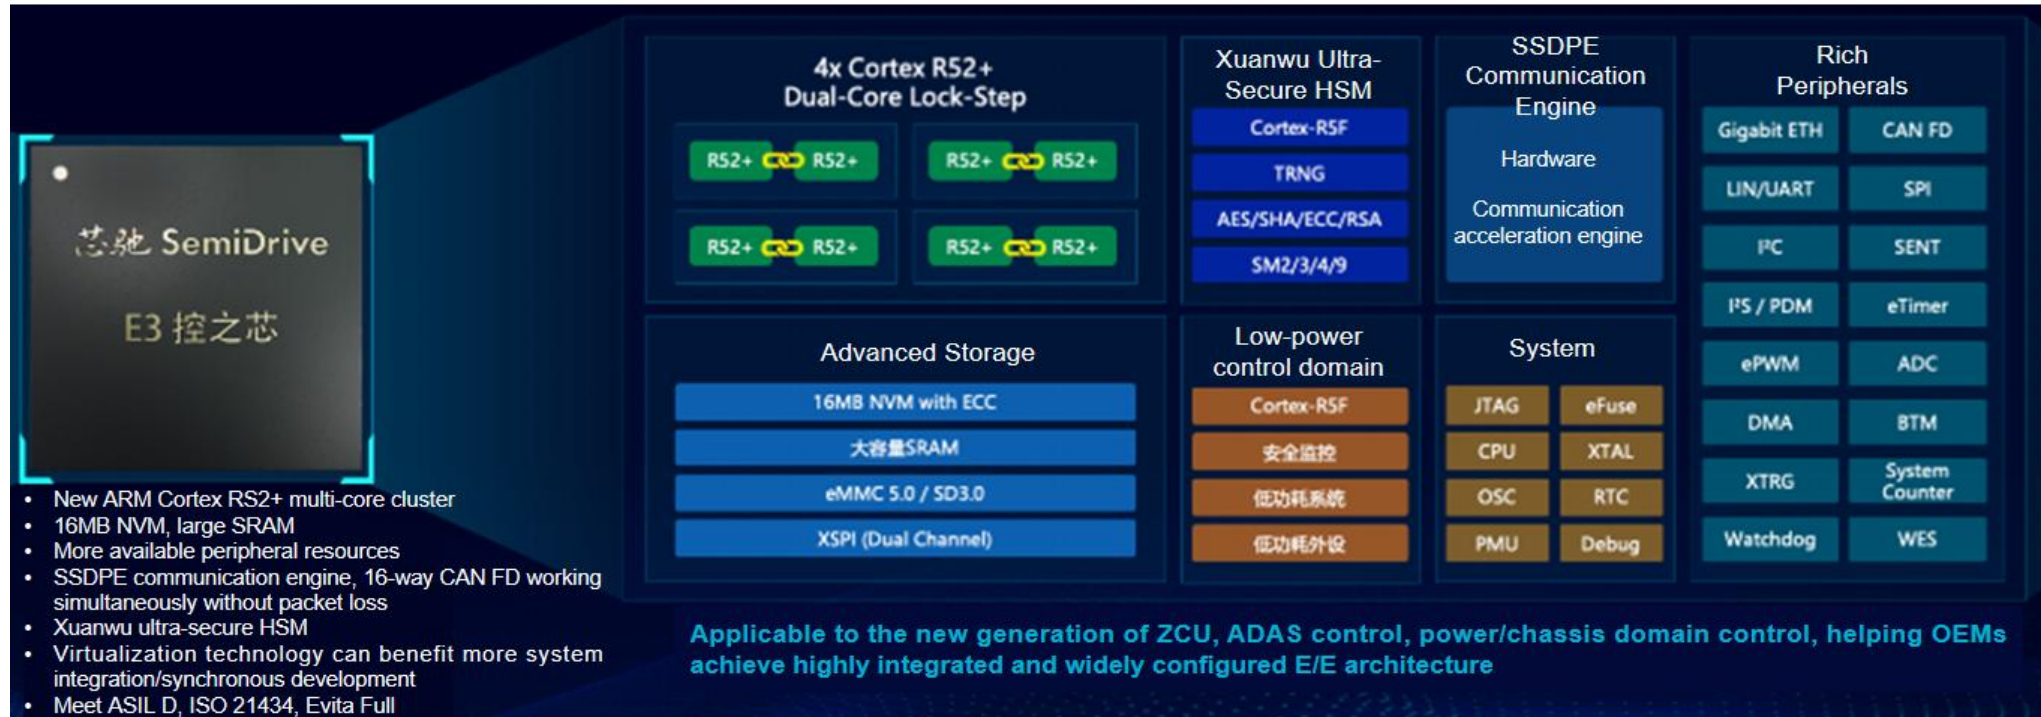 芯驰 SemiDrive
E3 控之芯
• New ARM Cortex RS2+ multi-core cluster
• 16MB NVM, large SRAM
• More available peripheral resources
• SSDPE communication engine, 16-way CAN FD working
simultaneously without packet loss
• Xuanwu ultra-secure HSM
• Virtualization technology can benefit more system
integration/synchronous development
• Meet ASIL D, ISO 21434, Evita Full
4x Cortex R52+
Dual-Core Lock-Step
R52+ R52+ R52+ R52+
R52+ R52+ R52+ R52+
Advanced Storage
16MB NVM with ECC
大容量SRAM
eMMC 5.0 / SD3.0
XSPI (Dual Channel)
Xuanwu Ultra-
Secure HSM
Cortex-R5F
TRNG
AES/SHA/ECC/RSA
SM2/3/4/9
Low-power
control domain
Cortex-R5F
安全监控
低功耗系统
低功耗外设
SSDPE
Communication
Engine
Hardware
Communication
acceleration engine
System
JTAG eFuse
CPU XTAL
OSC RTC
PMU Debug
Rich
Peripherals
Gigabit ETH CAN FD
LIN/UART SPI
I²C SENT
I²S / PDM eTimer
ePWM ADC
DMA BTM
XTRG System
Counter
Watchdog WES
Applicable to the new generation of ZCU, ADAS control, power/chassis domain control, helping OEMs
achieve highly integrated and widely configured E/E architecture